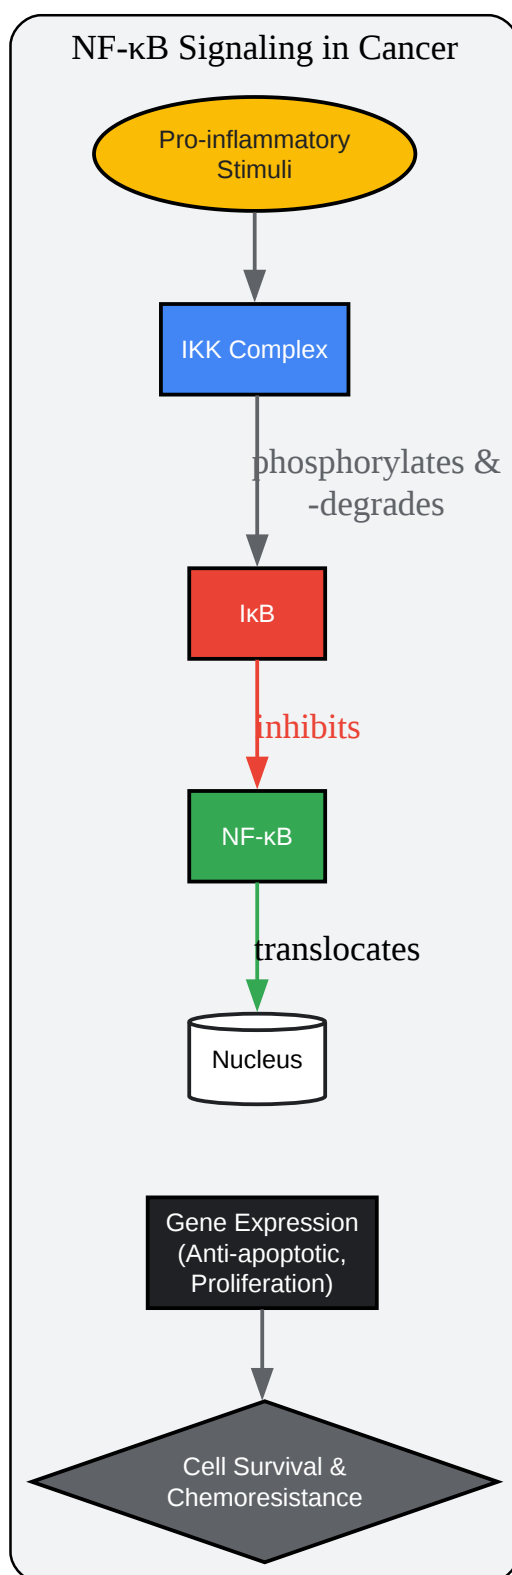 NF-κB Signaling in Cancer
Pro-inflammatory
Stimuli
IKK Complex
phosphorylates &
-degrades
IκB
inhibits
NF-κB
translocates
Nucleus
Gene Expression
(Anti-apoptotic,
Proliferation)
Cell Survival &
Chemoresistance